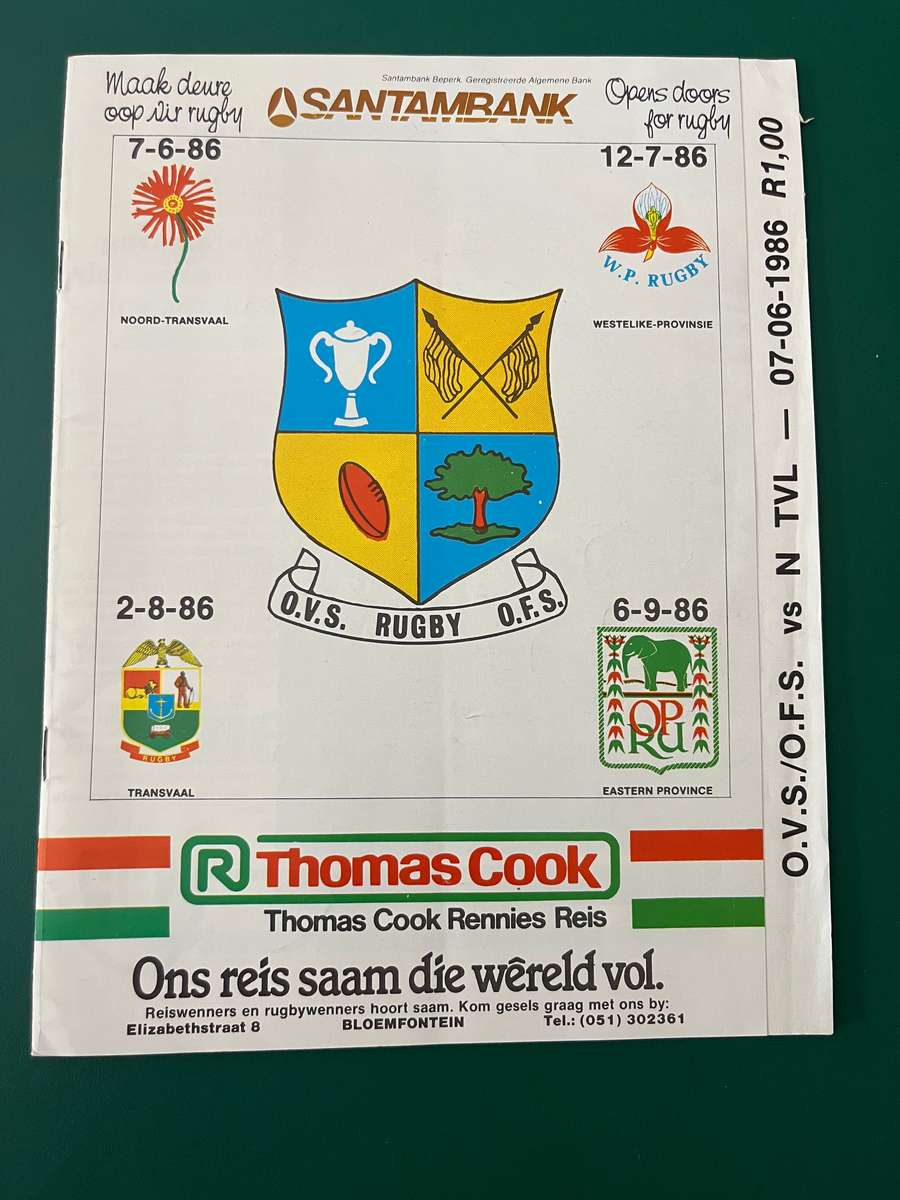 Maak deure
oop vir rugby
Santambank Beperk. Geregistreerde Algemene Bank
SANTAMBANK
Opens doors
for rugby
7-6-86
NOORD-TRANSVAAL
12-7-86
W.P. RUGBY
WESTELIKE-PROVINSIE
O.V.S. RUGBY O.F.S.
2-8-86
RUGBY
TRANSVAAL
6-9-86
OP
RU
EASTERN PROVINCE
R Thomas Cook
Thomas Cook Rennies Reis
Ons reis saam die wêreld vol.
Reiswenners en rugbywenners hoort saam. Kom gesels graag met ons by:
Elizabethstraat 8 BLOEMFONTEIN Tel.: (051) 302361
O.V.S./O.F.S. vs N TVL — 07-06-1986 R1,00